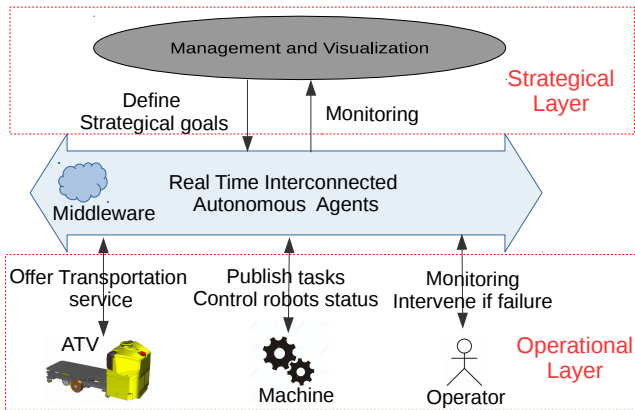 Management and Visualization
Strategical
Layer
Define
Strategical goals
Monitoring
Real Time Interconnected
Autonomous Agents
Middleware
Offer Transportation
service
Publish tasks
Control robots status
Monitoring
Intervene if failure
ATV
Machine
Operator
Operational
Layer